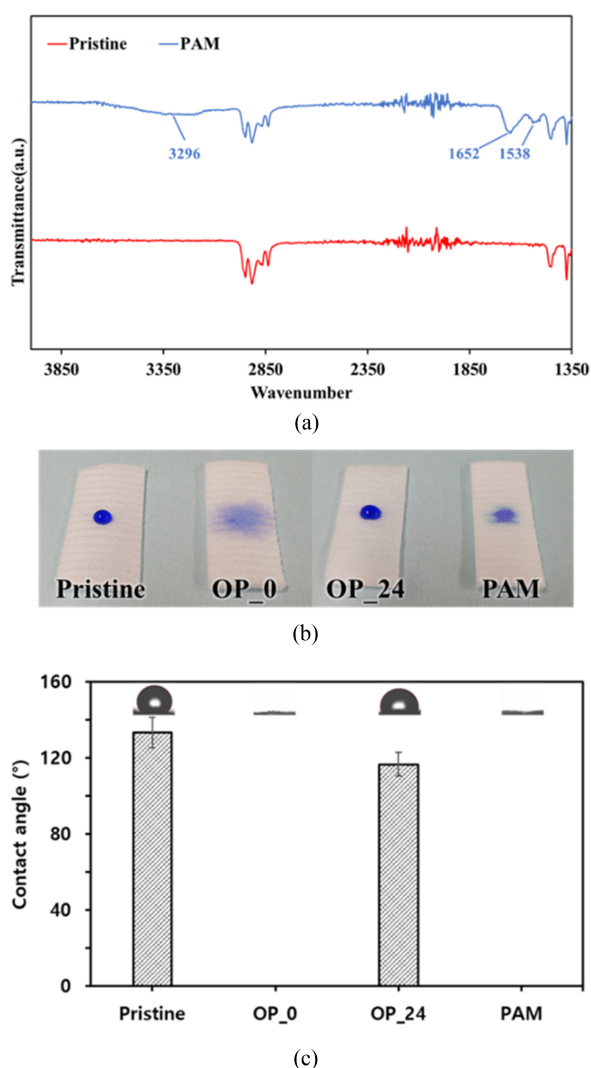 Pristine PAM
Transmittance(a.u.)
3296 1652 1538
3850 3350 2850 2350 1850 1350
Wavenumber
(a)
Pristine OP_0 OP_24 PAM
(b)
Contact angle (°)
160
120
80
40
0
Pristine OP_0 OP_24 PAM
(c)